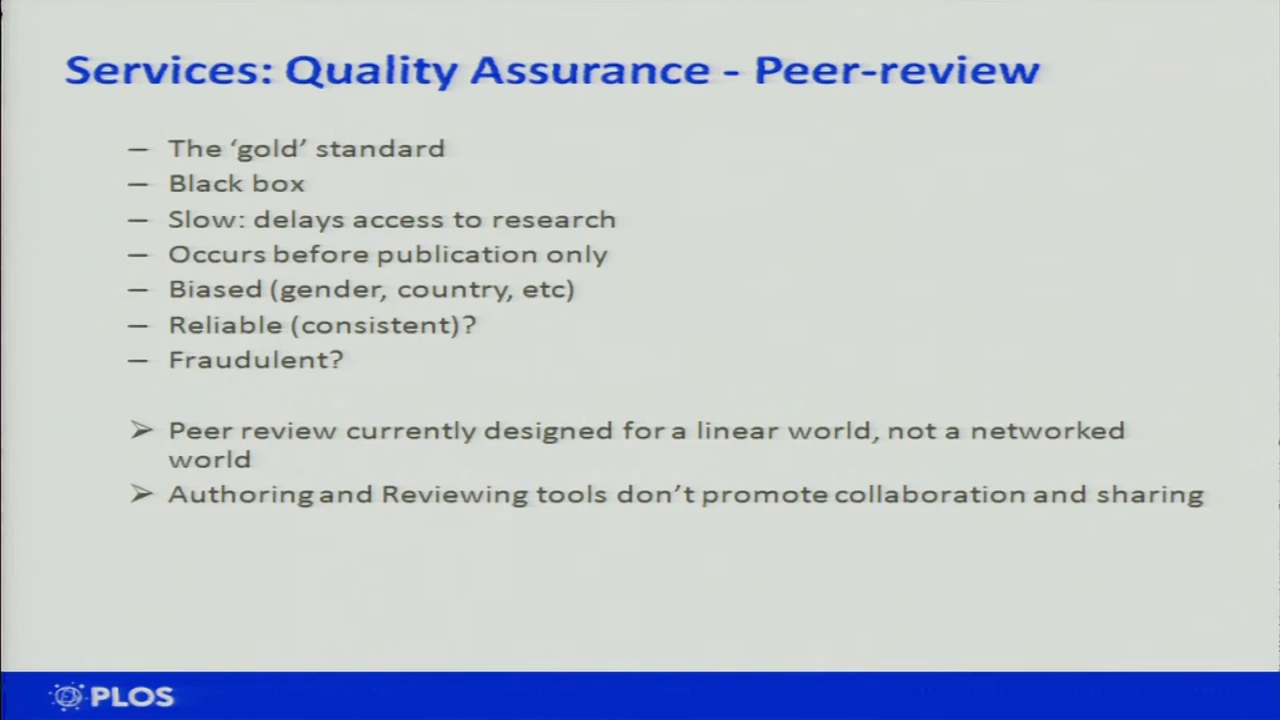 Services: Quality Assurance - Peer-review
– The ‘gold’ standard
– Black box
– Slow: delays access to research
– Occurs before publication only
– Biased (gender, country, etc)
– Reliable (consistent)?
– Fraudulent?
➢ Peer review currently designed for a linear world, not a networked
world
➢ Authoring and Reviewing tools don’t promote collaboration and sharing
PLOS